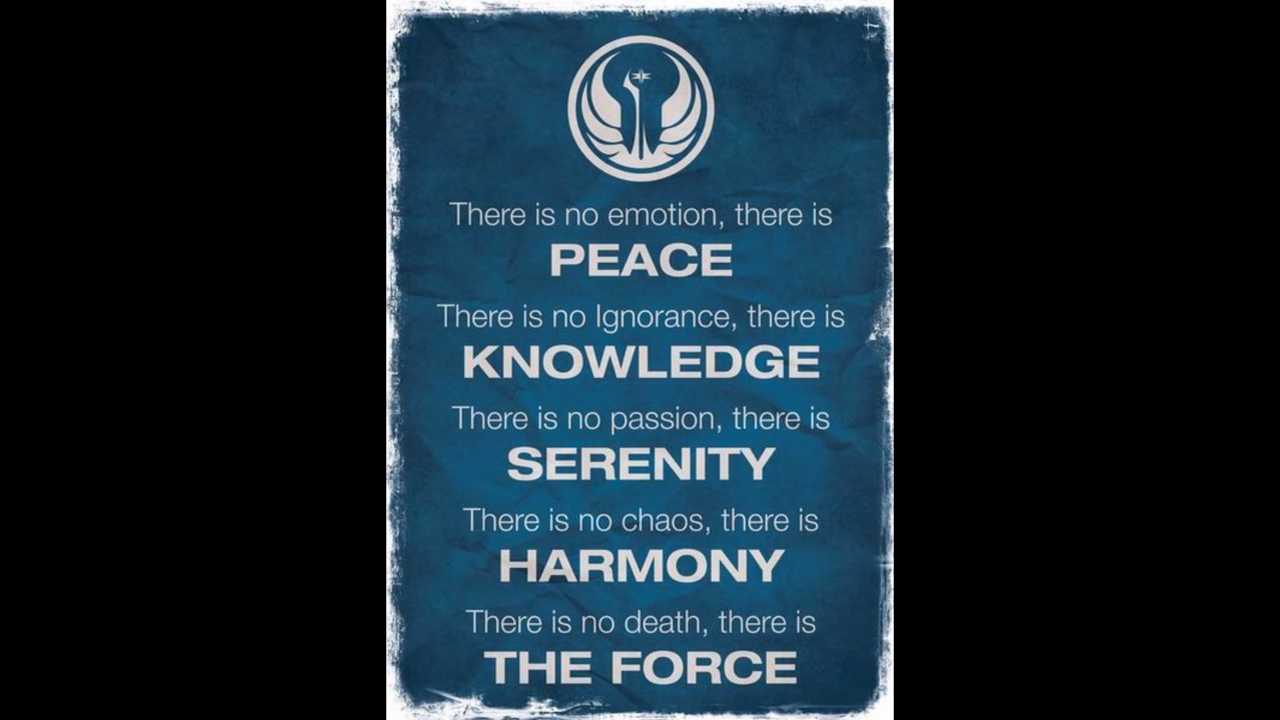 There is no emotion, there is
PEACE
There is no Ignorance, there is
KNOWLEDGE
There is no passion, there is
SERENITY
There is no chaos, there is
HARMONY
There is no death, there is
THE FORCE